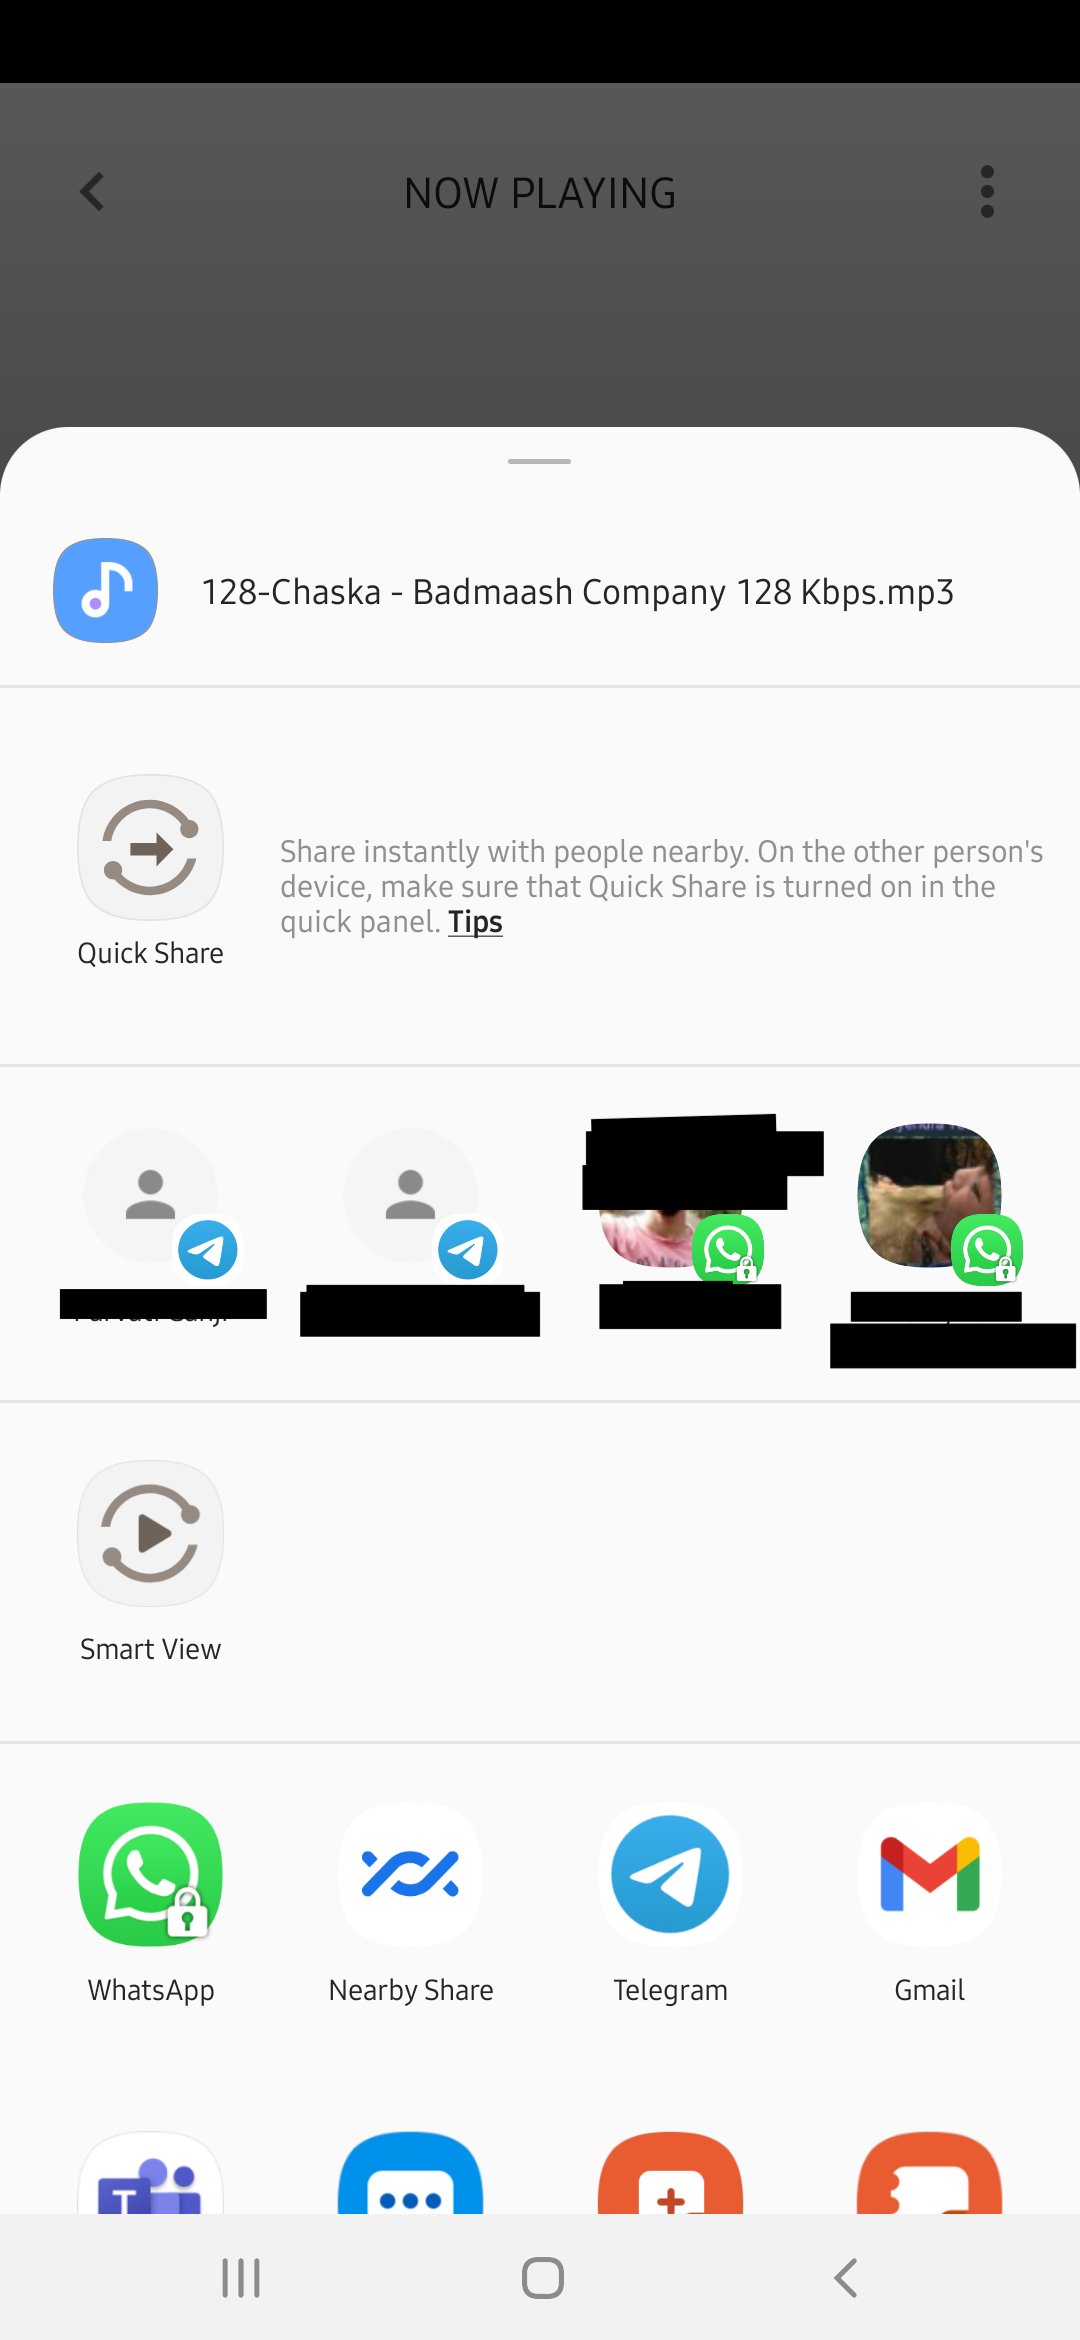 NOW PLAYING
128-Chaska - Badmaash Company 128 Kbps.mp3
Share instantly with people nearby. On the other person's
device, make sure that Quick Share is turned on in the
quick panel. Tips
Quick Share
Smart View
WhatsApp
Nearby Share
Telegram
Gmail
T